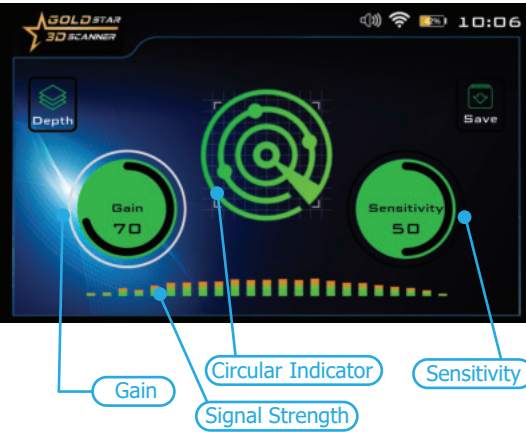 GOLD STAR
3D SCANNER
10:06
Depth
Save
Gain
70
Sensitivity
50
Circular Indicator
Sensitivity
Gain
Signal Strength